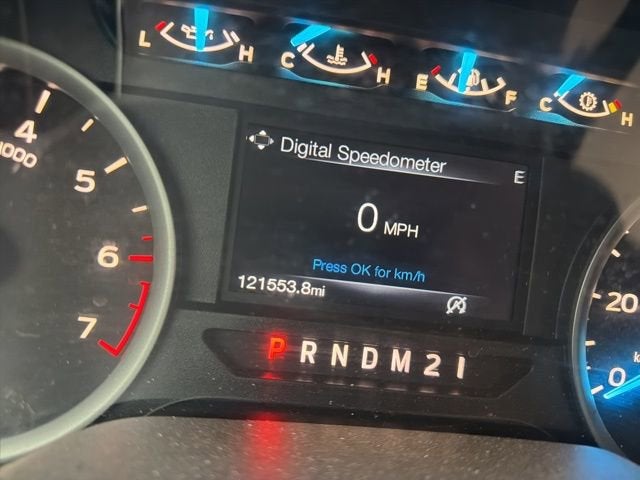 L H C H E F C H
4
x1000
5
6
7
Digital Speedometer
E
0 MPH
Press OK for km/h
121553.8mi
P R N D M 2 1
20
0